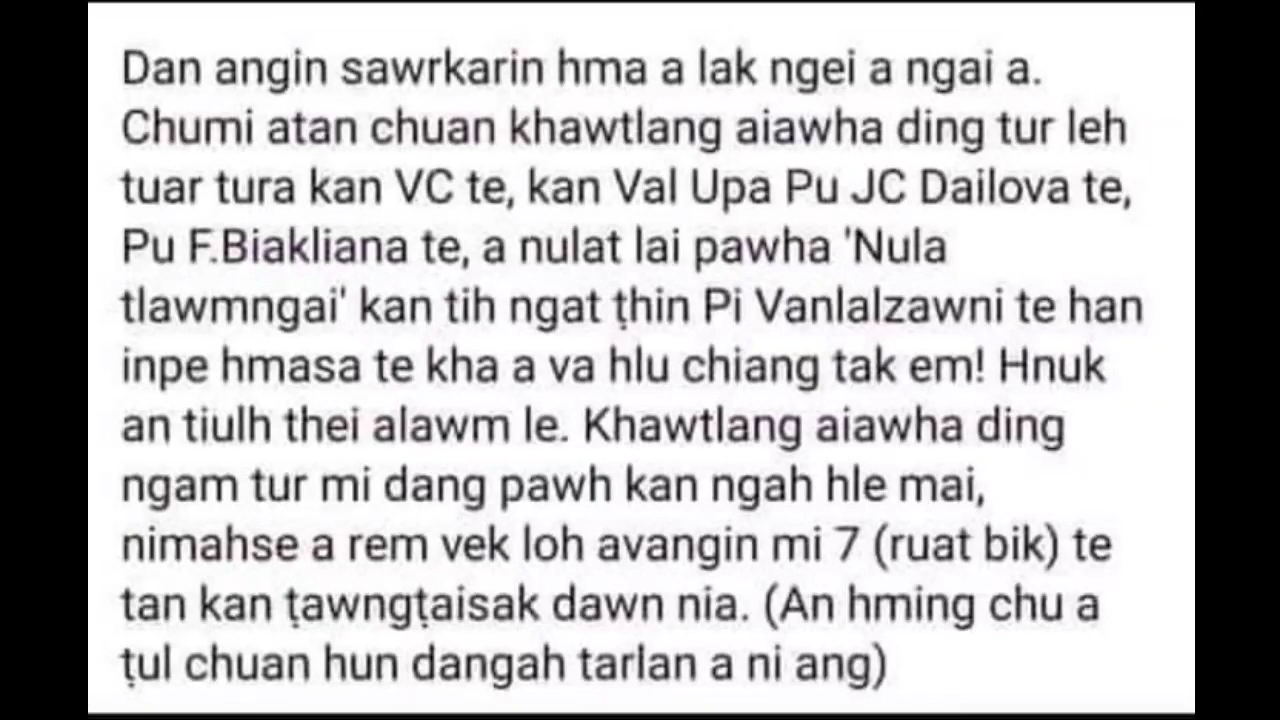 Dan angin sawrkarin hma a lak ngei a ngai a.
Chumi atan chuan khawtlang aiawha ding tur leh
tuar tura kan VC te, kan Val Upa Pu JC Dailova te,
Pu F.Biakliana te, a nulat lai pawha 'Nula
tlawmngai' kan tih ngat ṭhin Pi Vanlalzawni te han
inpe hmasa te kha a va hlu chiang tak em! Hnuk
an tiulh thei alawm le. Khawtlang aiawha ding
ngam tur mi dang pawh kan ngah hle mai,
nimahse a rem vek loh avangin mi 7 (ruat bik) te
tan kan ṭawngṭaisak dawn nia. (An hming chu a
ṭul chuan hun dangah tarlan a ni ang)